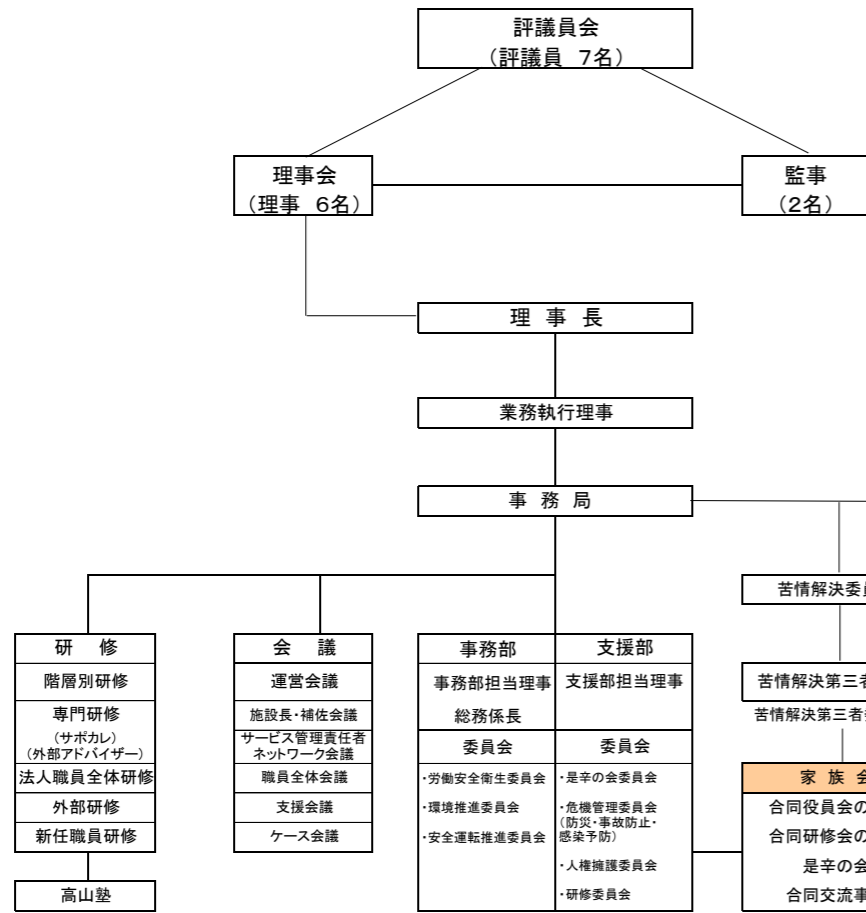 評議員会
（評議員 7名）
理事会
（理事 6名）
監事
（2名）
理 事 長
業務執行理事
事 務 局
苦情解決委
研 修
階層別研修
専門研修
（サポカレ）
（外部アドバイザー）
法人職員全体研修
外部研修
新任職員研修
高山塾
会 議
運営会議
施設長・補佐会議
サービス管理責任者
ネットワーク会議
職員全体会議
支援会議
ケース会議
事務部
事務部担当理事
総務係長
委員会
・労働安全衛生委員会
・環境推進委員会
・安全運転推進委員会
支援部
支援部担当理事
委員会
・是辛の会委員会
・危機管理委員会
（防災・事故防止・
感染予防）
・人権擁護委員会
・研修委員会
苦情解決第三
苦情解決第三者
家 族
合同役員会の
合同研修会の
是辛の会
合同交流事